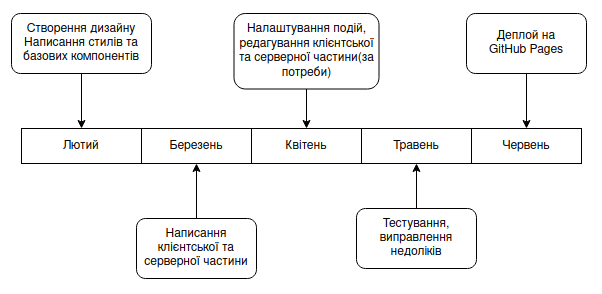 Створення дизайну
Написання стилів та
базових компонентів
Налаштування подій,
редагування клієнтської
та серверної частини(за
потреби)
Деплой на
GitHub Pages
Лютий
Березень
Квітень
Травень
Червень
Написання
клієнтської та
серверної частини
Тестування,
виправлення
недоліків